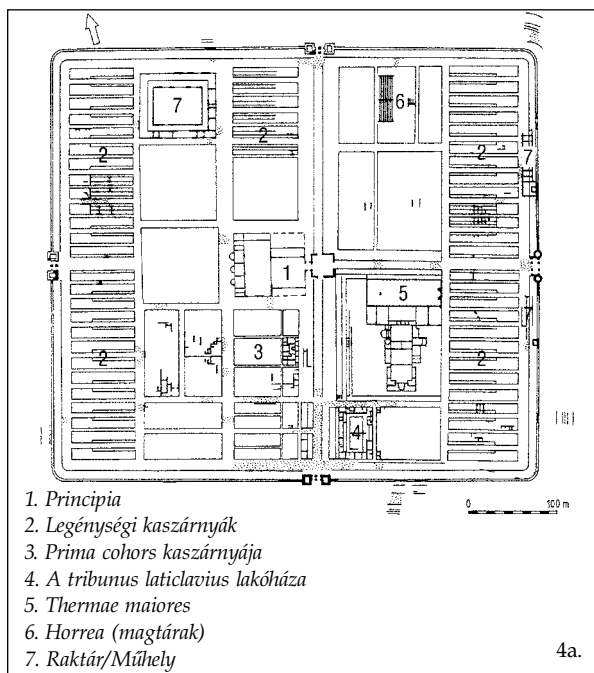 7
2
6
2
2
7
1
5
3
2
2
7
4
0 100 m
1. Principia
2. Legénységi kaszárnyák
3. Prima cohors kaszárnyája
4. A tribunus laticlavius lakóháza
5. Thermae maiores
6. Horrea (magtárak)
7. Raktár/Műhely
4a.